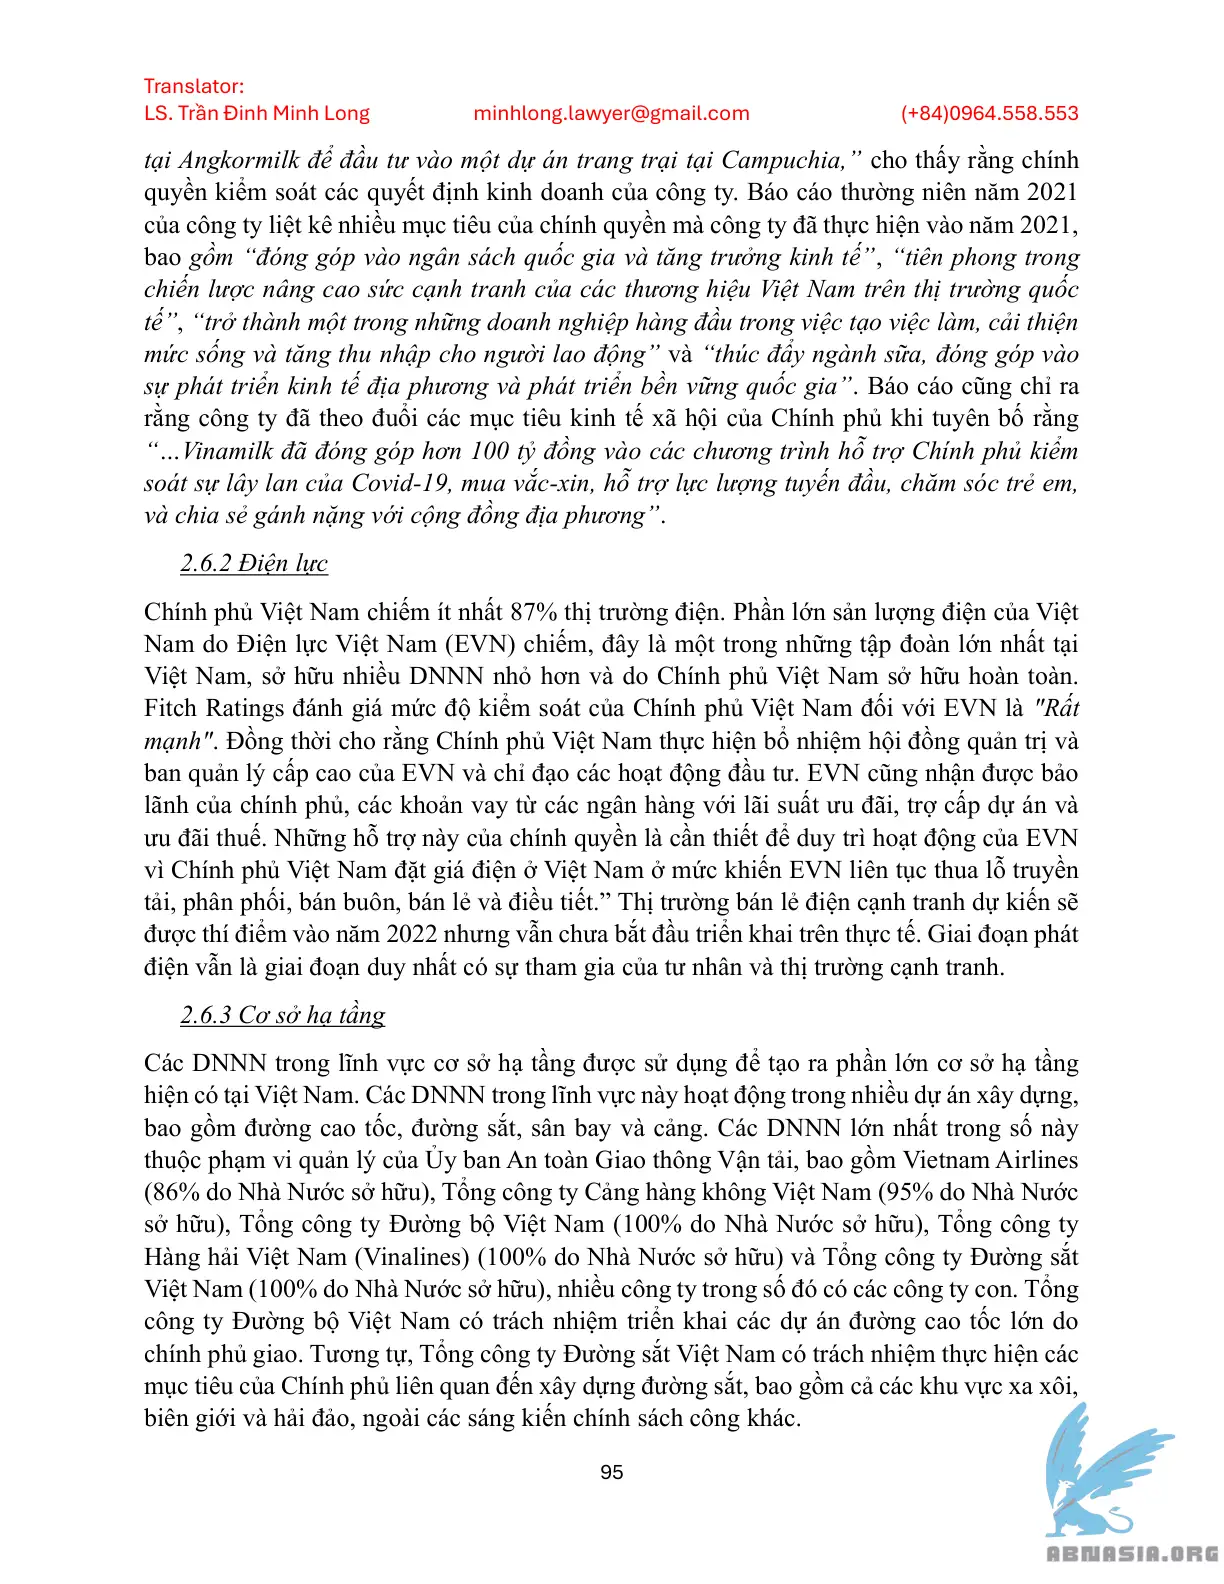 Translator:
LS. Trần Đinh Minh Long minhlong.lawyer@gmail.com (+84)0964.558.553
tại Angkormilk để đầu tư vào một dự án trang trại tại Campuchia,” cho thấy rằng chính
quyền kiểm soát các quyết định kinh doanh của công ty. Báo cáo thường niên năm 2021
của công ty liệt kê nhiều mục tiêu của chính quyền mà công ty đã thực hiện vào năm 2021,
bao gồm “đóng góp vào ngân sách quốc gia và tăng trưởng kinh tế”, “tiên phong trong
chiến lược nâng cao sức cạnh tranh của các thương hiệu Việt Nam trên thị trường quốc
tế”, “trở thành một trong những doanh nghiệp hàng đầu trong việc tạo việc làm, cải thiện
mức sống và tăng thu nhập cho người lao động” và “thúc đẩy ngành sữa, đóng góp vào
sự phát triển kinh tế địa phương và phát triển bền vững quốc gia”. Báo cáo cũng chỉ ra
rằng công ty đã theo đuổi các mục tiêu kinh tế xã hội của Chính phủ khi tuyên bố rằng
“…Vinamilk đã đóng góp hơn 100 tỷ đồng vào các chương trình hỗ trợ Chính phủ kiểm
soát sự lây lan của Covid-19, mua vắc-xin, hỗ trợ lực lượng tuyến đầu, chăm sóc trẻ em,
và chia sẻ gánh nặng với cộng đồng địa phương”.
2.6.2 Điện lực
Chính phủ Việt Nam chiếm ít nhất 87% thị trường điện. Phần lớn sản lượng điện của Việt
Nam do Điện lực Việt Nam (EVN) chiếm, đây là một trong những tập đoàn lớn nhất tại
Việt Nam, sở hữu nhiều DNNN nhỏ hơn và do Chính phủ Việt Nam sở hữu hoàn toàn.
Fitch Ratings đánh giá mức độ kiểm soát của Chính phủ Việt Nam đối với EVN là "Rất
mạnh". Đồng thời cho rằng Chính phủ Việt Nam thực hiện bổ nhiệm hội đồng quản trị và
ban quản lý cấp cao của EVN và chỉ đạo các hoạt động đầu tư. EVN cũng nhận được bảo
lãnh của chính phủ, các khoản vay từ các ngân hàng với lãi suất ưu đãi, trợ cấp dự án và
ưu đãi thuế. Những hỗ trợ này của chính quyền là cần thiết để duy trì hoạt động của EVN
vì Chính phủ Việt Nam đặt giá điện ở Việt Nam ở mức khiến EVN liên tục thua lỗ truyền
tải, phân phối, bán buôn, bán lẻ và điều tiết.” Thị trường bán lẻ điện cạnh tranh dự kiến sẽ
được thí điểm vào năm 2022 nhưng vẫn chưa bắt đầu triển khai trên thực tế. Giai đoạn phát
điện vẫn là giai đoạn duy nhất có sự tham gia của tư nhân và thị trường cạnh tranh.
2.6.3 Cơ sở hạ tầng
Các DNNN trong lĩnh vực cơ sở hạ tầng được sử dụng để tạo ra phần lớn cơ sở hạ tầng
hiện có tại Việt Nam. Các DNNN trong lĩnh vực này hoạt động trong nhiều dự án xây dựng,
bao gồm đường cao tốc, đường sắt, sân bay và cảng. Các DNNN lớn nhất trong số này
thuộc phạm vi quản lý của Ủy ban An toàn Giao thông Vận tải, bao gồm Vietnam Airlines
(86% do Nhà Nước sở hữu), Tổng công ty Cảng hàng không Việt Nam (95% do Nhà Nước
sở hữu), Tổng công ty Đường bộ Việt Nam (100% do Nhà Nước sở hữu), Tổng công ty
Hàng hải Việt Nam (Vinalines) (100% do Nhà Nước sở hữu) và Tổng công ty Đường sắt
Việt Nam (100% do Nhà Nước sở hữu), nhiều công ty trong số đó có các công ty con. Tổng
công ty Đường bộ Việt Nam có trách nhiệm triển khai các dự án đường cao tốc lớn do
chính phủ giao. Tương tự, Tổng công ty Đường sắt Việt Nam có trách nhiệm thực hiện các
mục tiêu của Chính phủ liên quan đến xây dựng đường sắt, bao gồm cả các khu vực xa xôi,
biên giới và hải đảo, ngoài các sáng kiến chính sách công khác.
95
ABNASIA.ORG